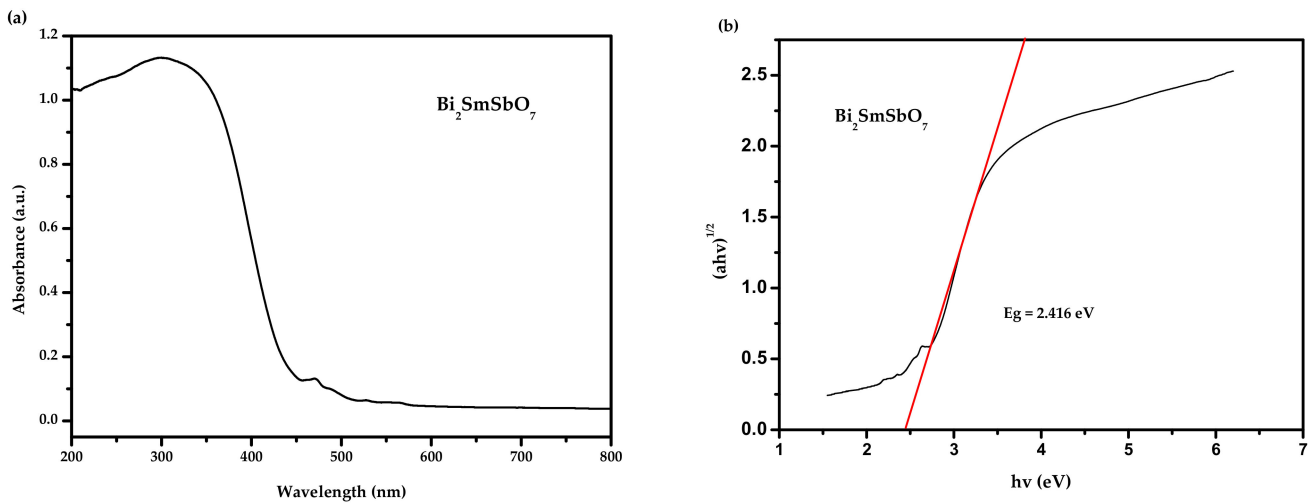 (a)
1.2
1.0
0.8
0.6
0.4
0.2
0.0
Absorbance (a.u.)
Bi₂SmSbO₇
200 300 400 500 600 700 800
Wavelength (nm)
(b)
2.5
2.0
1.5
1.0
0.5
0.0
(ahv)^1/2
Bi₂SmSbO₇
Eg = 2.416 eV
1 2 3 4 5 6 7
hv (eV)